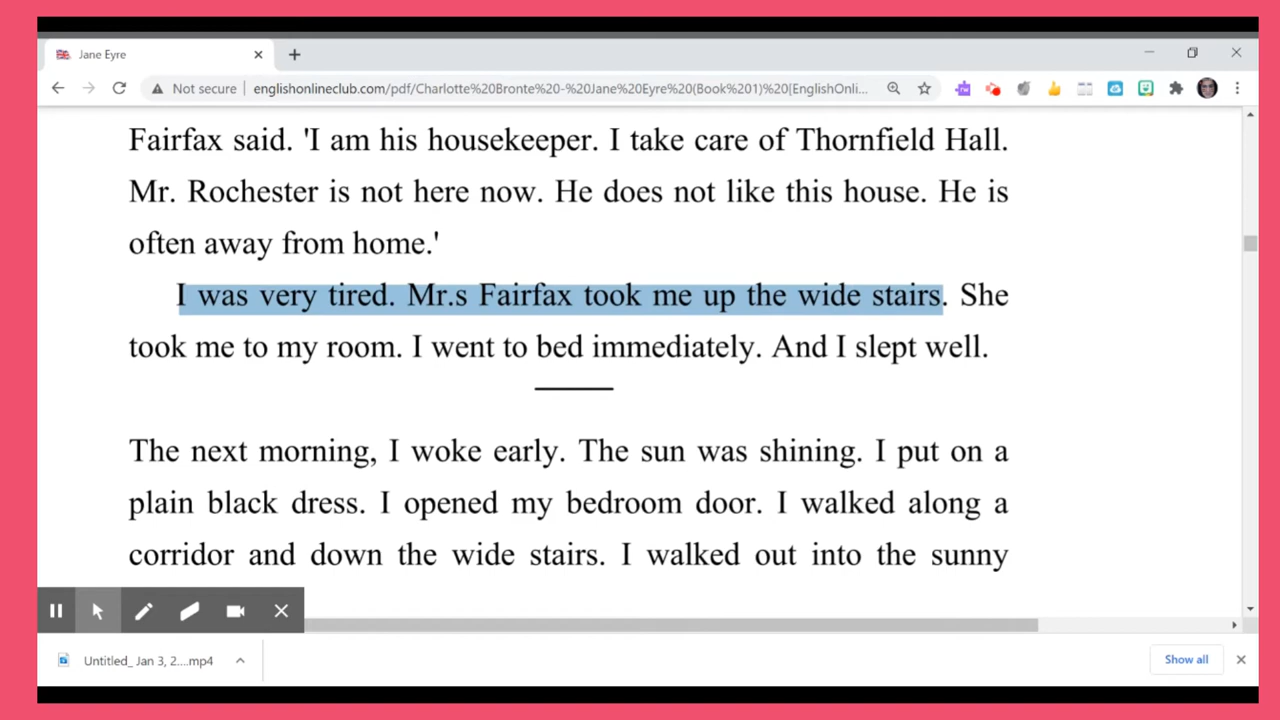 Jane Eyre
Not secure
englishonlineclub.com/pdf/Charlotte%20Bronte%20-%20Jane%20Eyre%20(Book%201)%20[EnglishOnli...
Fairfax said. 'I am his housekeeper. I take care of Thornfield Hall.
Mr. Rochester is not here now. He does not like this house. He is
often away from home.'
I was very tired. Mr.s Fairfax took me up the wide stairs. She
took me to my room. I went to bed immediately. And I slept well.
The next morning, I woke early. The sun was shining. I put on a
plain black dress. I opened my bedroom door. I walked along a
corridor and down the wide stairs. I walked out into the sunny
Untitled_ Jan 3, 2....mp4
Show all